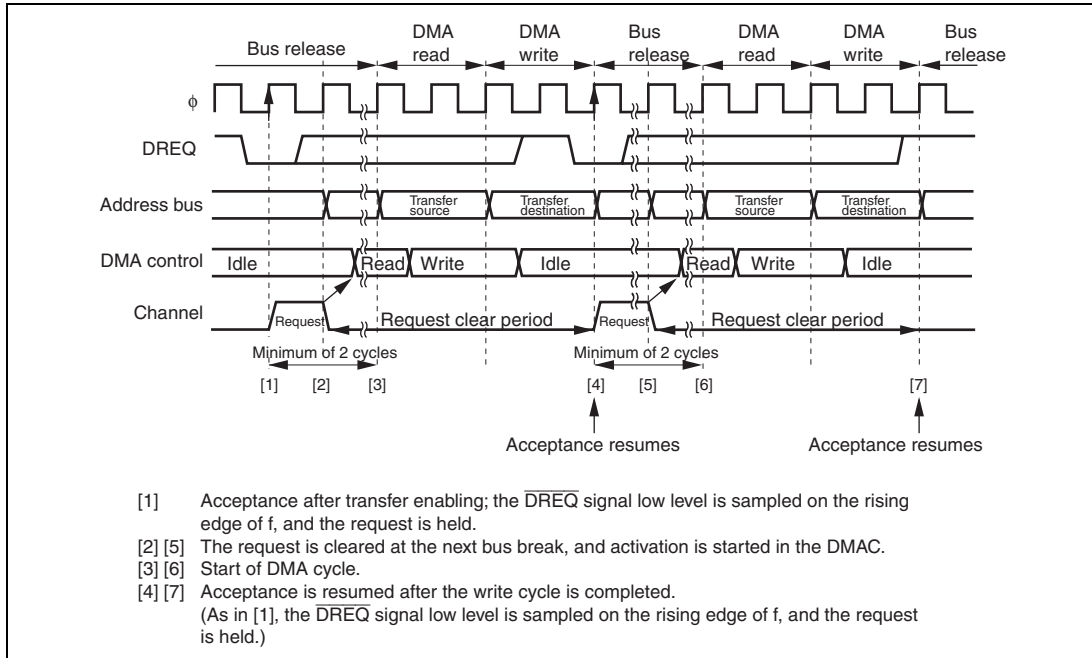 Bus release DMA read DMA write Bus release DMA read DMA write Bus release
φ
DREQ
Address bus Transfer source Transfer destination Transfer source Transfer destination
DMA control Idle Read Write Idle Read Write Idle
Channel Request Request clear period Request Request clear period
Minimum of 2 cycles Minimum of 2 cycles
[1] [2] [3] [4] [5] [6] [7]
Acceptance resumes Acceptance resumes
[1] Acceptance after transfer enabling; the DREQ signal low level is sampled on the rising
edge of f, and the request is held.
[2] [5] The request is cleared at the next bus break, and activation is started in the DMAC.
[3] [6] Start of DMA cycle.
[4] [7] Acceptance is resumed after the write cycle is completed.
(As in [1], the DREQ signal low level is sampled on the rising edge of f, and the request
is held.)